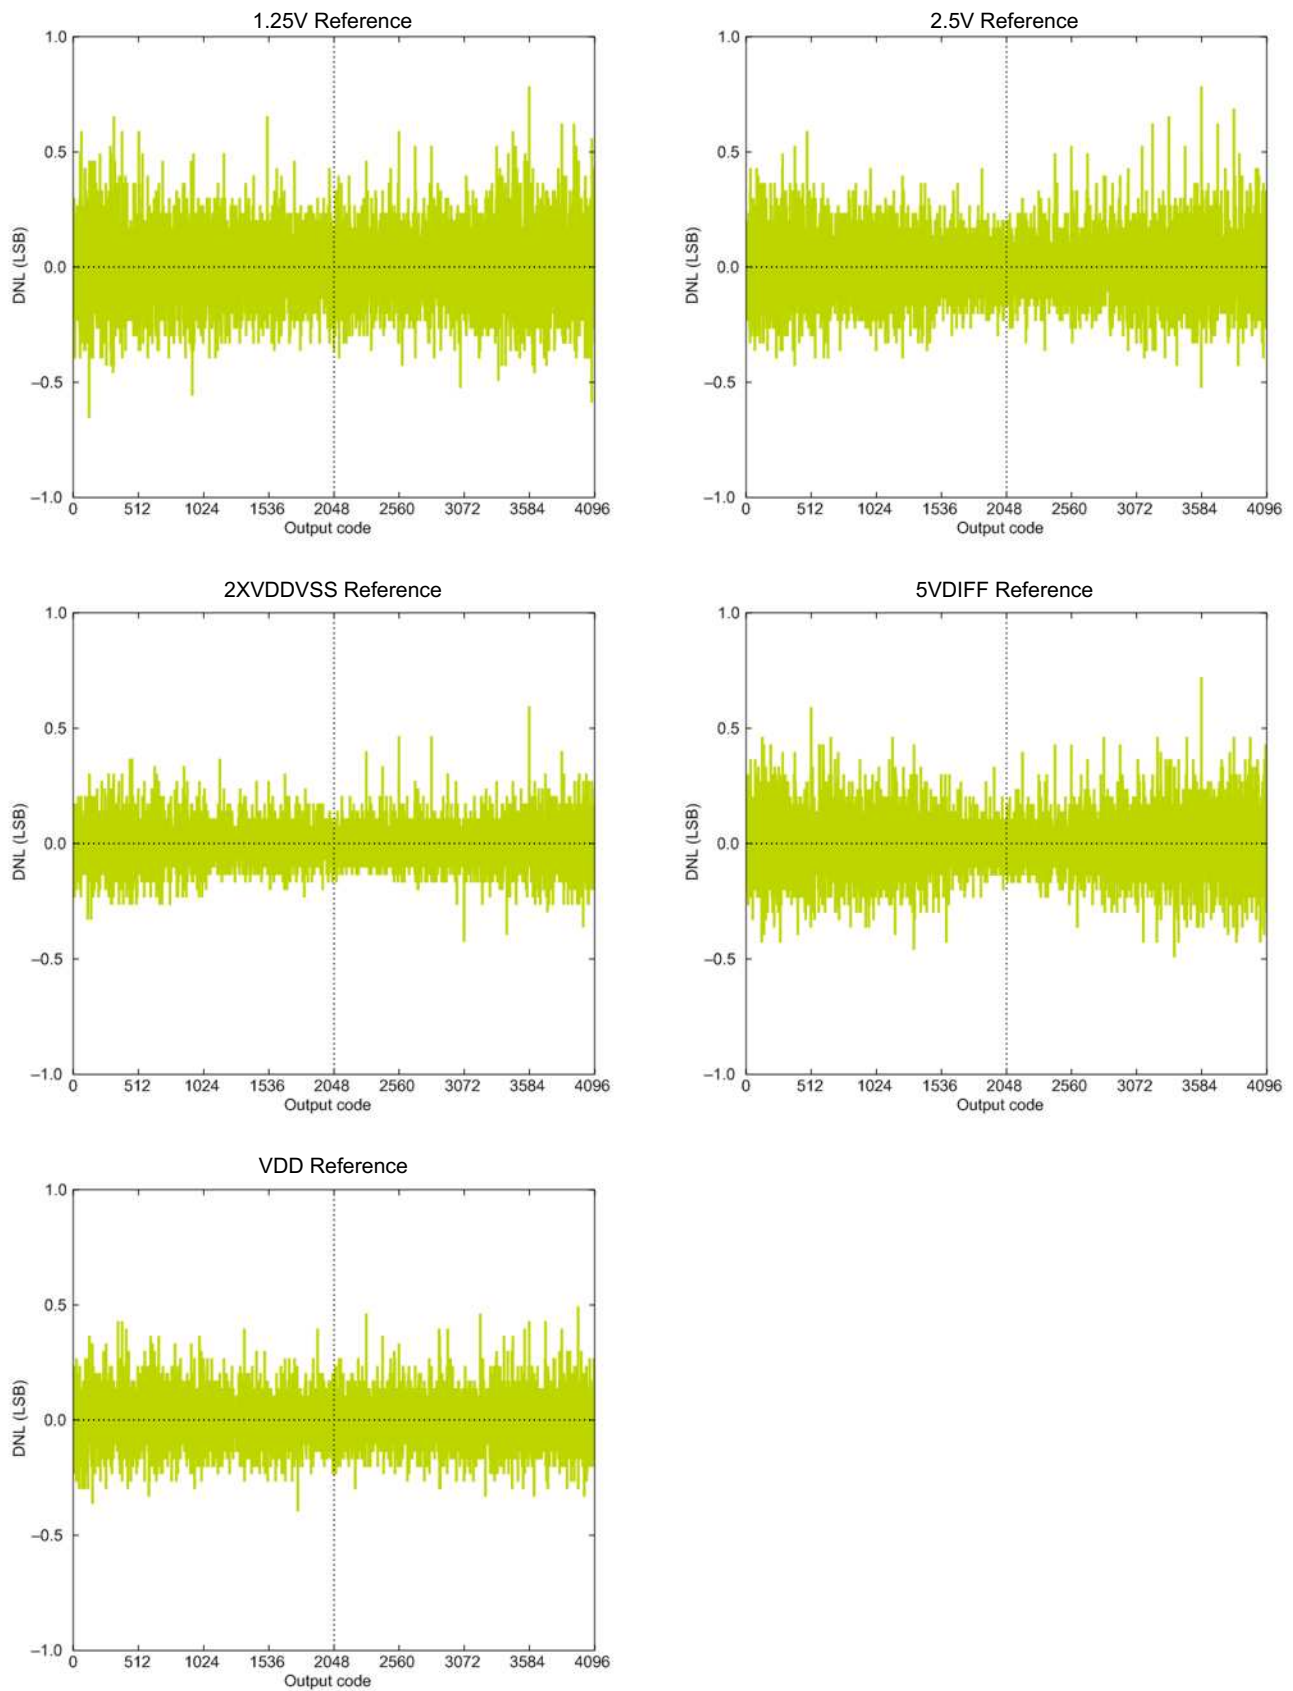 1.25V Reference
1.0
0.5
0.0
–0.5
–1.0
DNL (LSB)
0 512 1024 1536 2048 2560 3072 3584 4096
Output code
2.5V Reference
1.0
0.5
0.0
–0.5
–1.0
DNL (LSB)
0 512 1024 1536 2048 2560 3072 3584 4096
Output code
2XVDDVSS Reference
1.0
0.5
0.0
–0.5
–1.0
DNL (LSB)
0 512 1024 1536 2048 2560 3072 3584 4096
Output code
5VDIFF Reference
1.0
0.5
0.0
–0.5
–1.0
DNL (LSB)
0 512 1024 1536 2048 2560 3072 3584 4096
Output code
VDD Reference
1.0
0.5
0.0
–0.5
–1.0
DNL (LSB)
0 512 1024 1536 2048 2560 3072 3584 4096
Output code